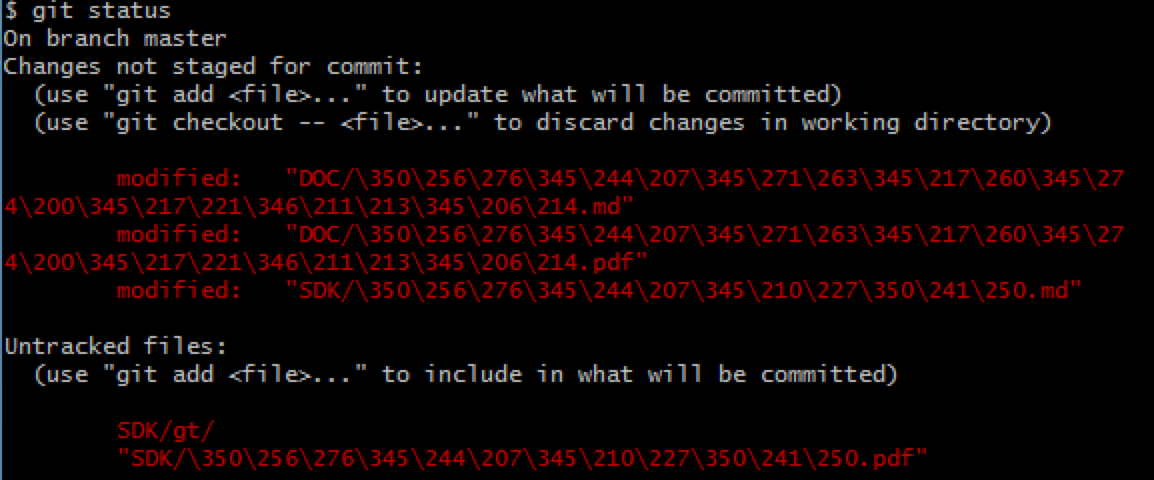 $ git status
On branch master
Changes not staged for commit:
  (use "git add <file>..." to update what will be committed)
  (use "git checkout -- <file>..." to discard changes in working directory)
        modified:   "DOC/\350\256\276\345\244\207\345\271\263\345\217\260\345\27
4\200\345\217\221\346\211\213\345\206\214.md"
        modified:   "DOC/\350\256\276\345\244\207\345\271\263\345\217\260\345\27
4\200\345\217\221\346\211\213\345\206\214.pdf"
        modified:   "SDK/\350\256\276\345\244\207\345\210\227\350\241\250.md"
Untracked files:
  (use "git add <file>..." to include in what will be committed)
        SDK/gt/
        "SDK/\350\256\276\345\244\207\345\210\227\350\241\250.pdf"